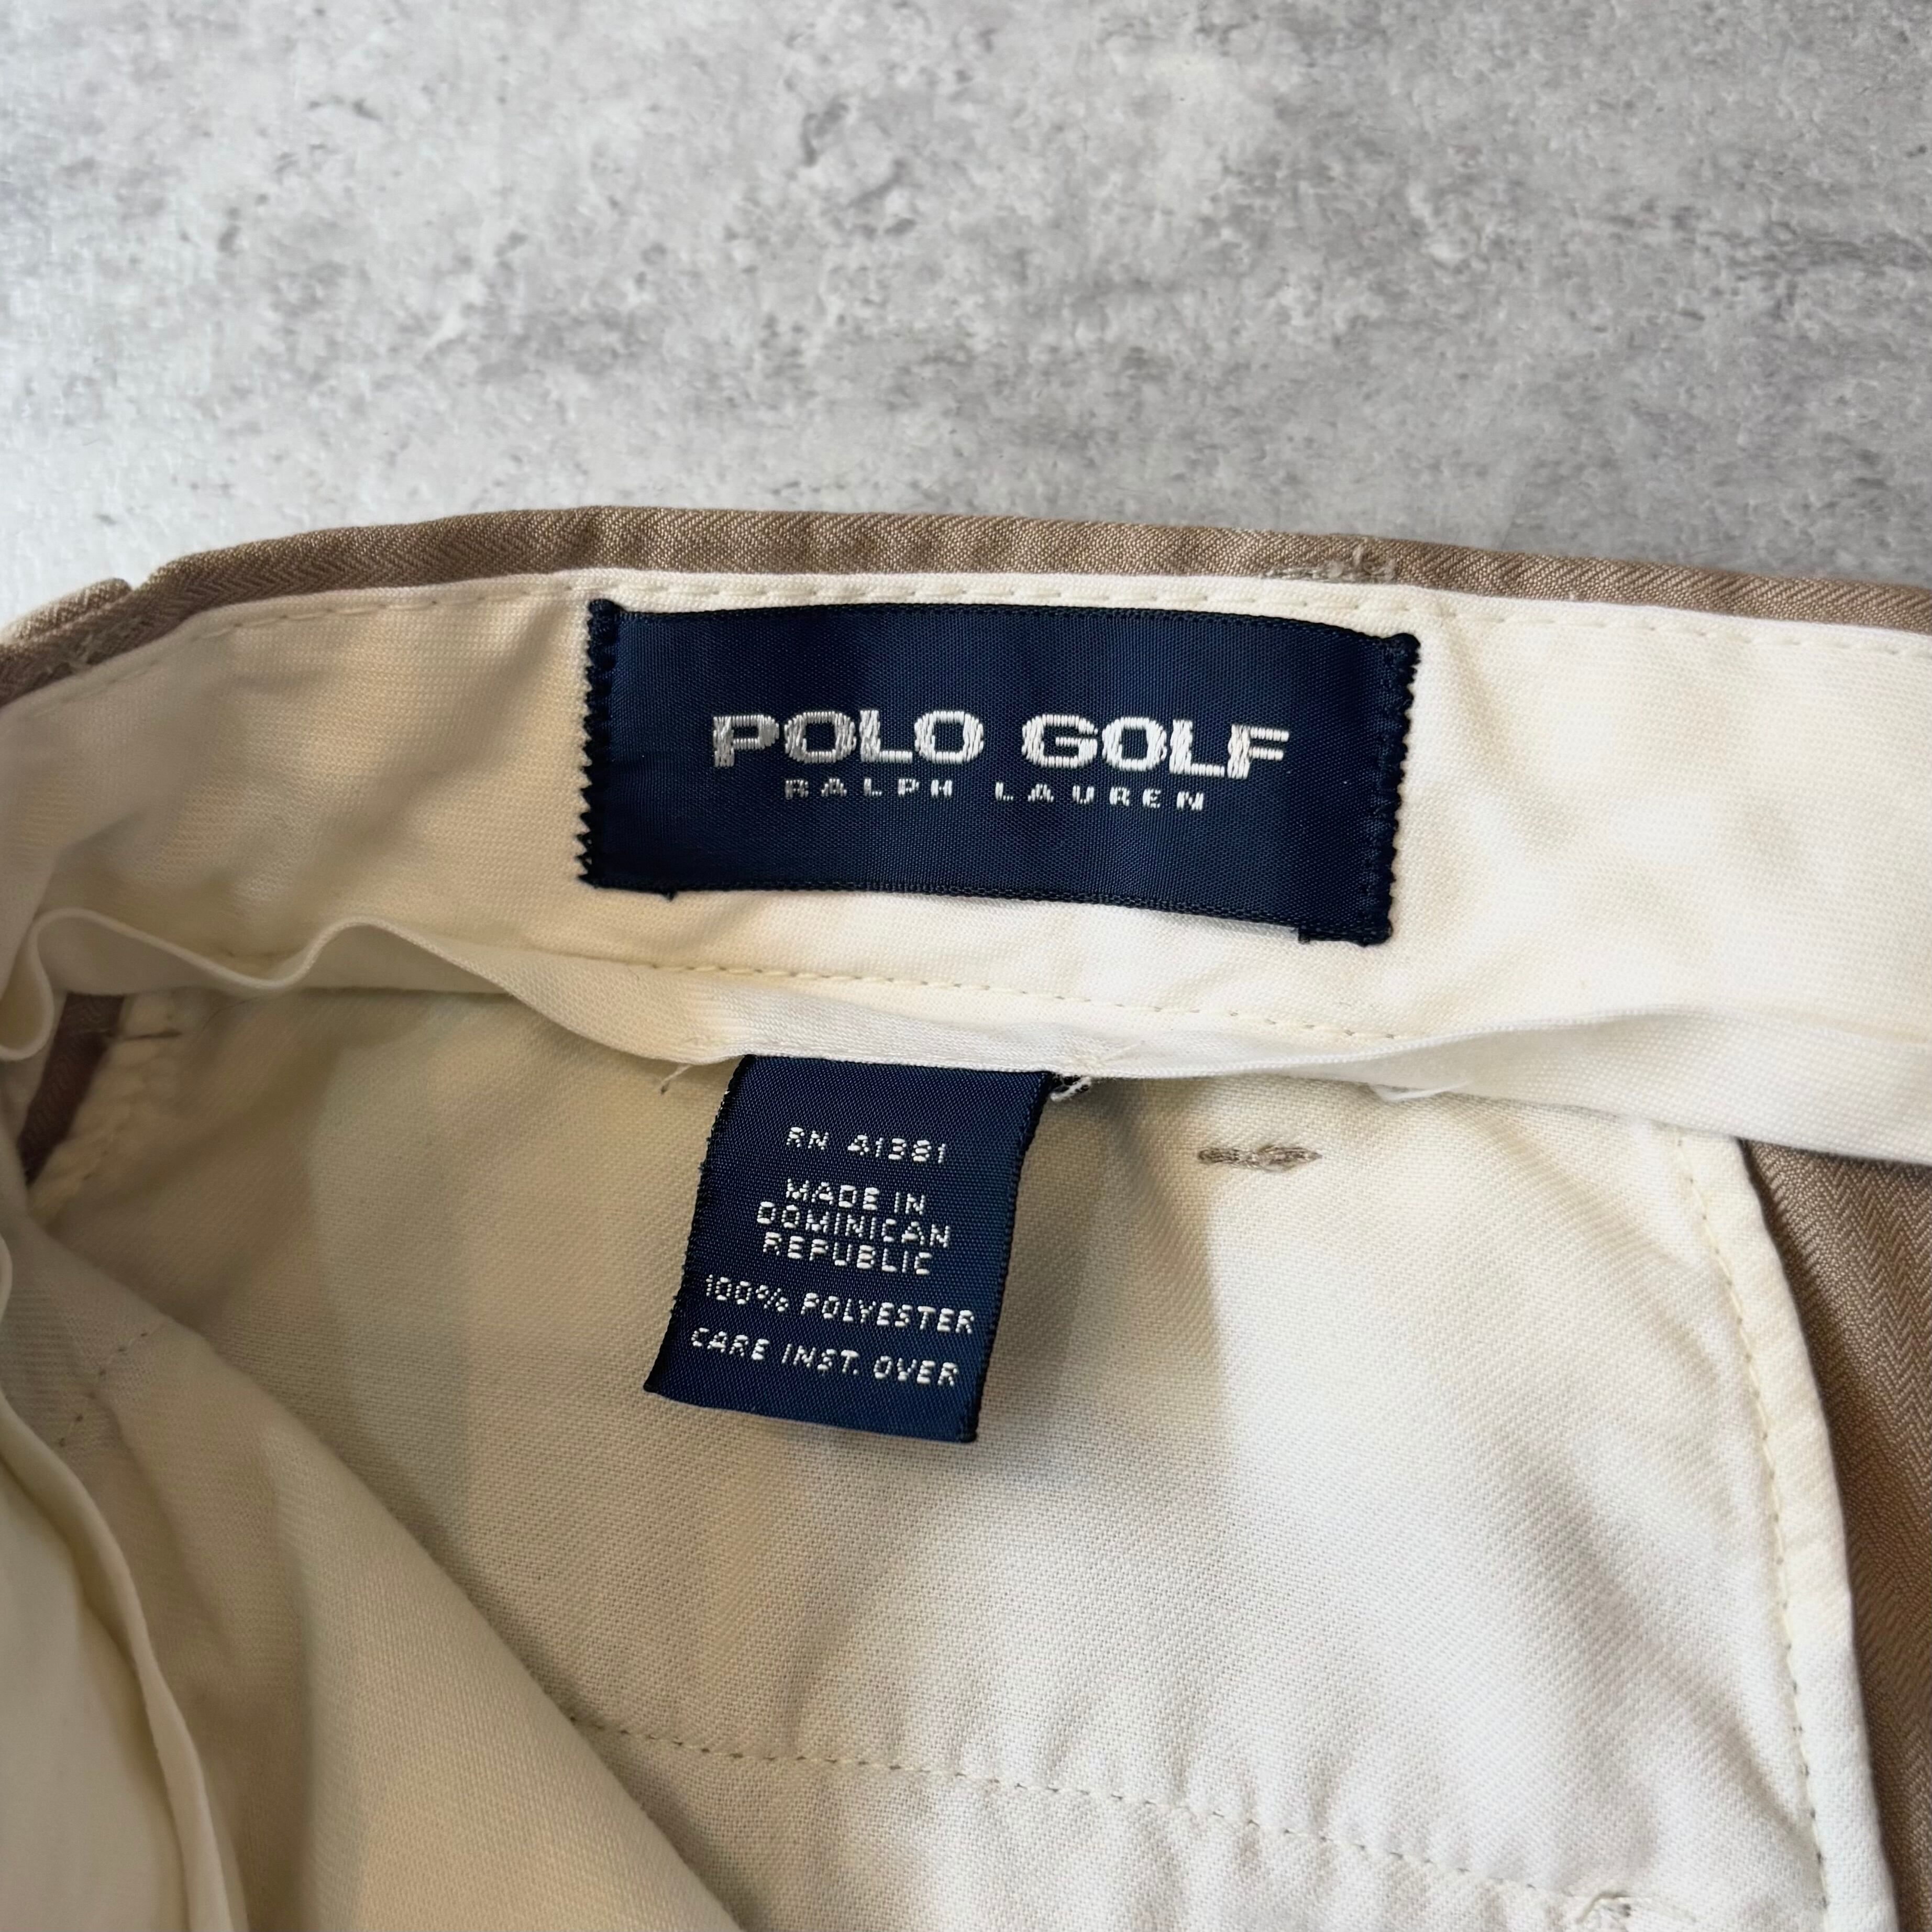 POLO GOLF
RALPH LAUREN
RN 41381
MADE IN
DOMINICAN
REPUBLIC
100% POLYESTER
CARE INST. OVER